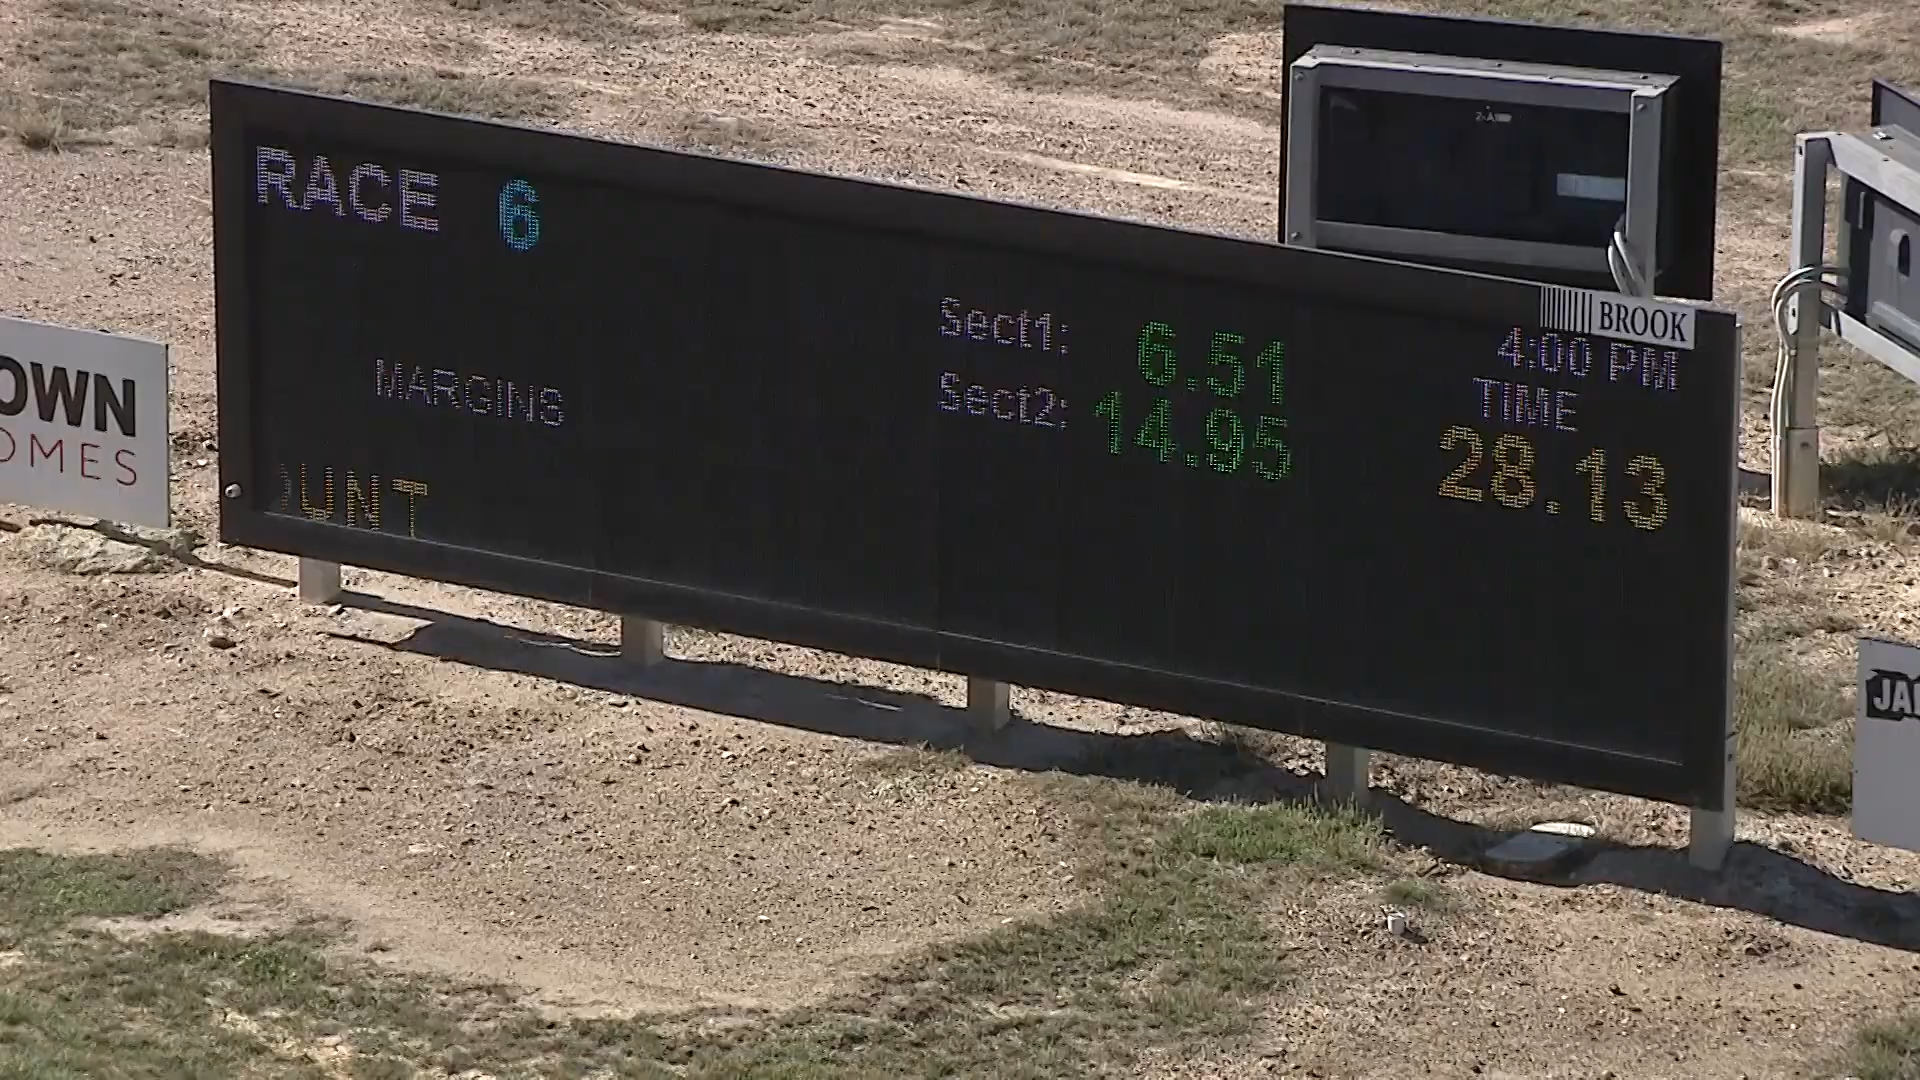 RACE 6
BROOK
4:00 PM
Sect1: 6.51
TIME
MARGINS
Sect2: 14.95
28.13
UNT
OWN
OMES
JA